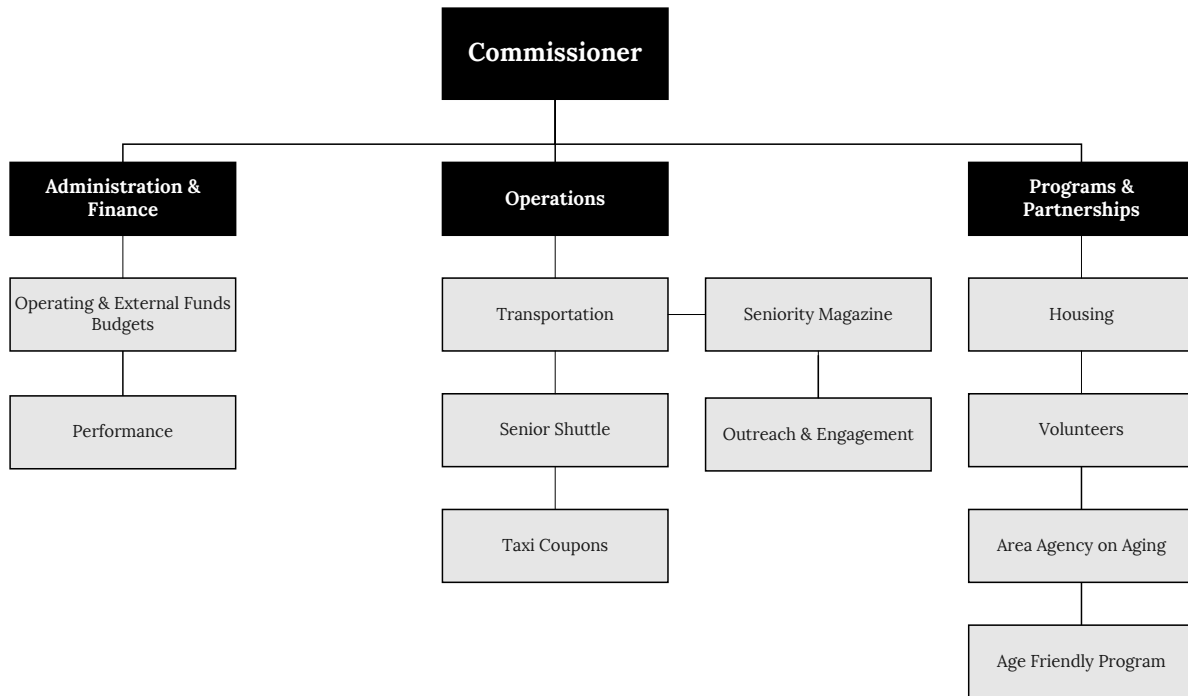 Commissioner
Administration &
Finance
Operations
Programs &
Partnerships
Operating & External Funds
Budgets
Transportation
Seniority Magazine
Housing
Performance
Senior Shuttle
Outreach & Engagement
Volunteers
Taxi Coupons
Area Agency on Aging
Age Friendly Program